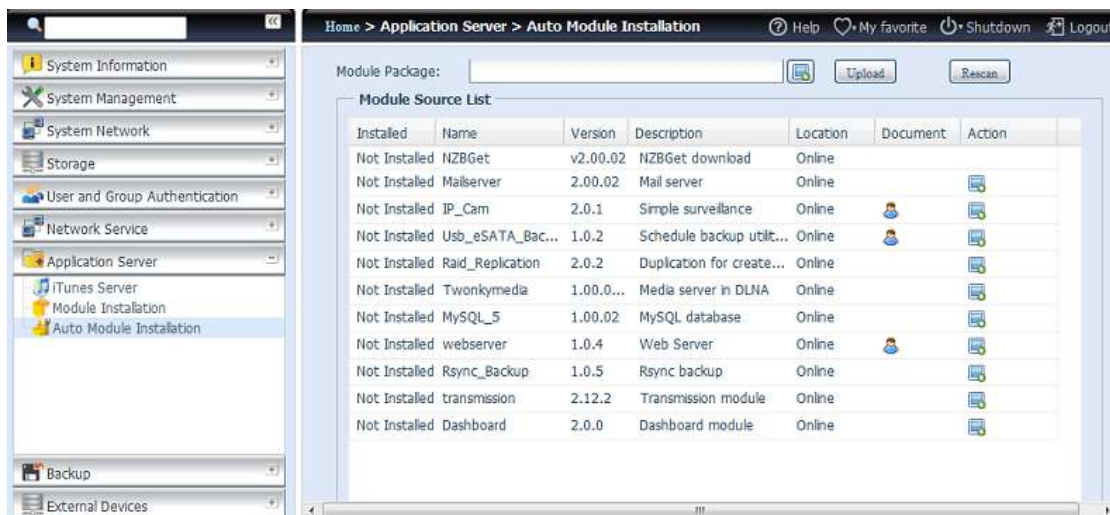 Home > Application Server > Auto Module Installation
Help
My favorite
Shutdown
Logou
System Information
System Management
System Network
Storage
User and Group Authentication
Network Service
Application Server
iTunes Server
Module Installation
Auto Module Installation
Backup
External Devices
Module Package:
Upload
Rescan
Module Source List
Installed Name Version Description Location Document Action
Not Installed NZBGet v2.00.02 NZBGet download Online
Not Installed Mailserver 2.00.02 Mail server Online
Not Installed IP_Cam 2.0.1 Simple surveillance Online
Not Installed Usb_eSATA_Bac... 1.0.2 Schedule backup utilit... Online
Not Installed Raid_Replication 2.0.2 Duplication for create... Online
Not Installed Twonkymedia 1.00.0... Media server in DLNA Online
Not Installed MySQL_5 1.00.02 MySQL database Online
Not Installed webserver 1.0.4 Web Server Online
Not Installed Rsync_Backup 1.0.5 Rsync backup Online
Not Installed transmission 2.12.2 Transmission module Online
Not Installed Dashboard 2.0.0 Dashboard module Online